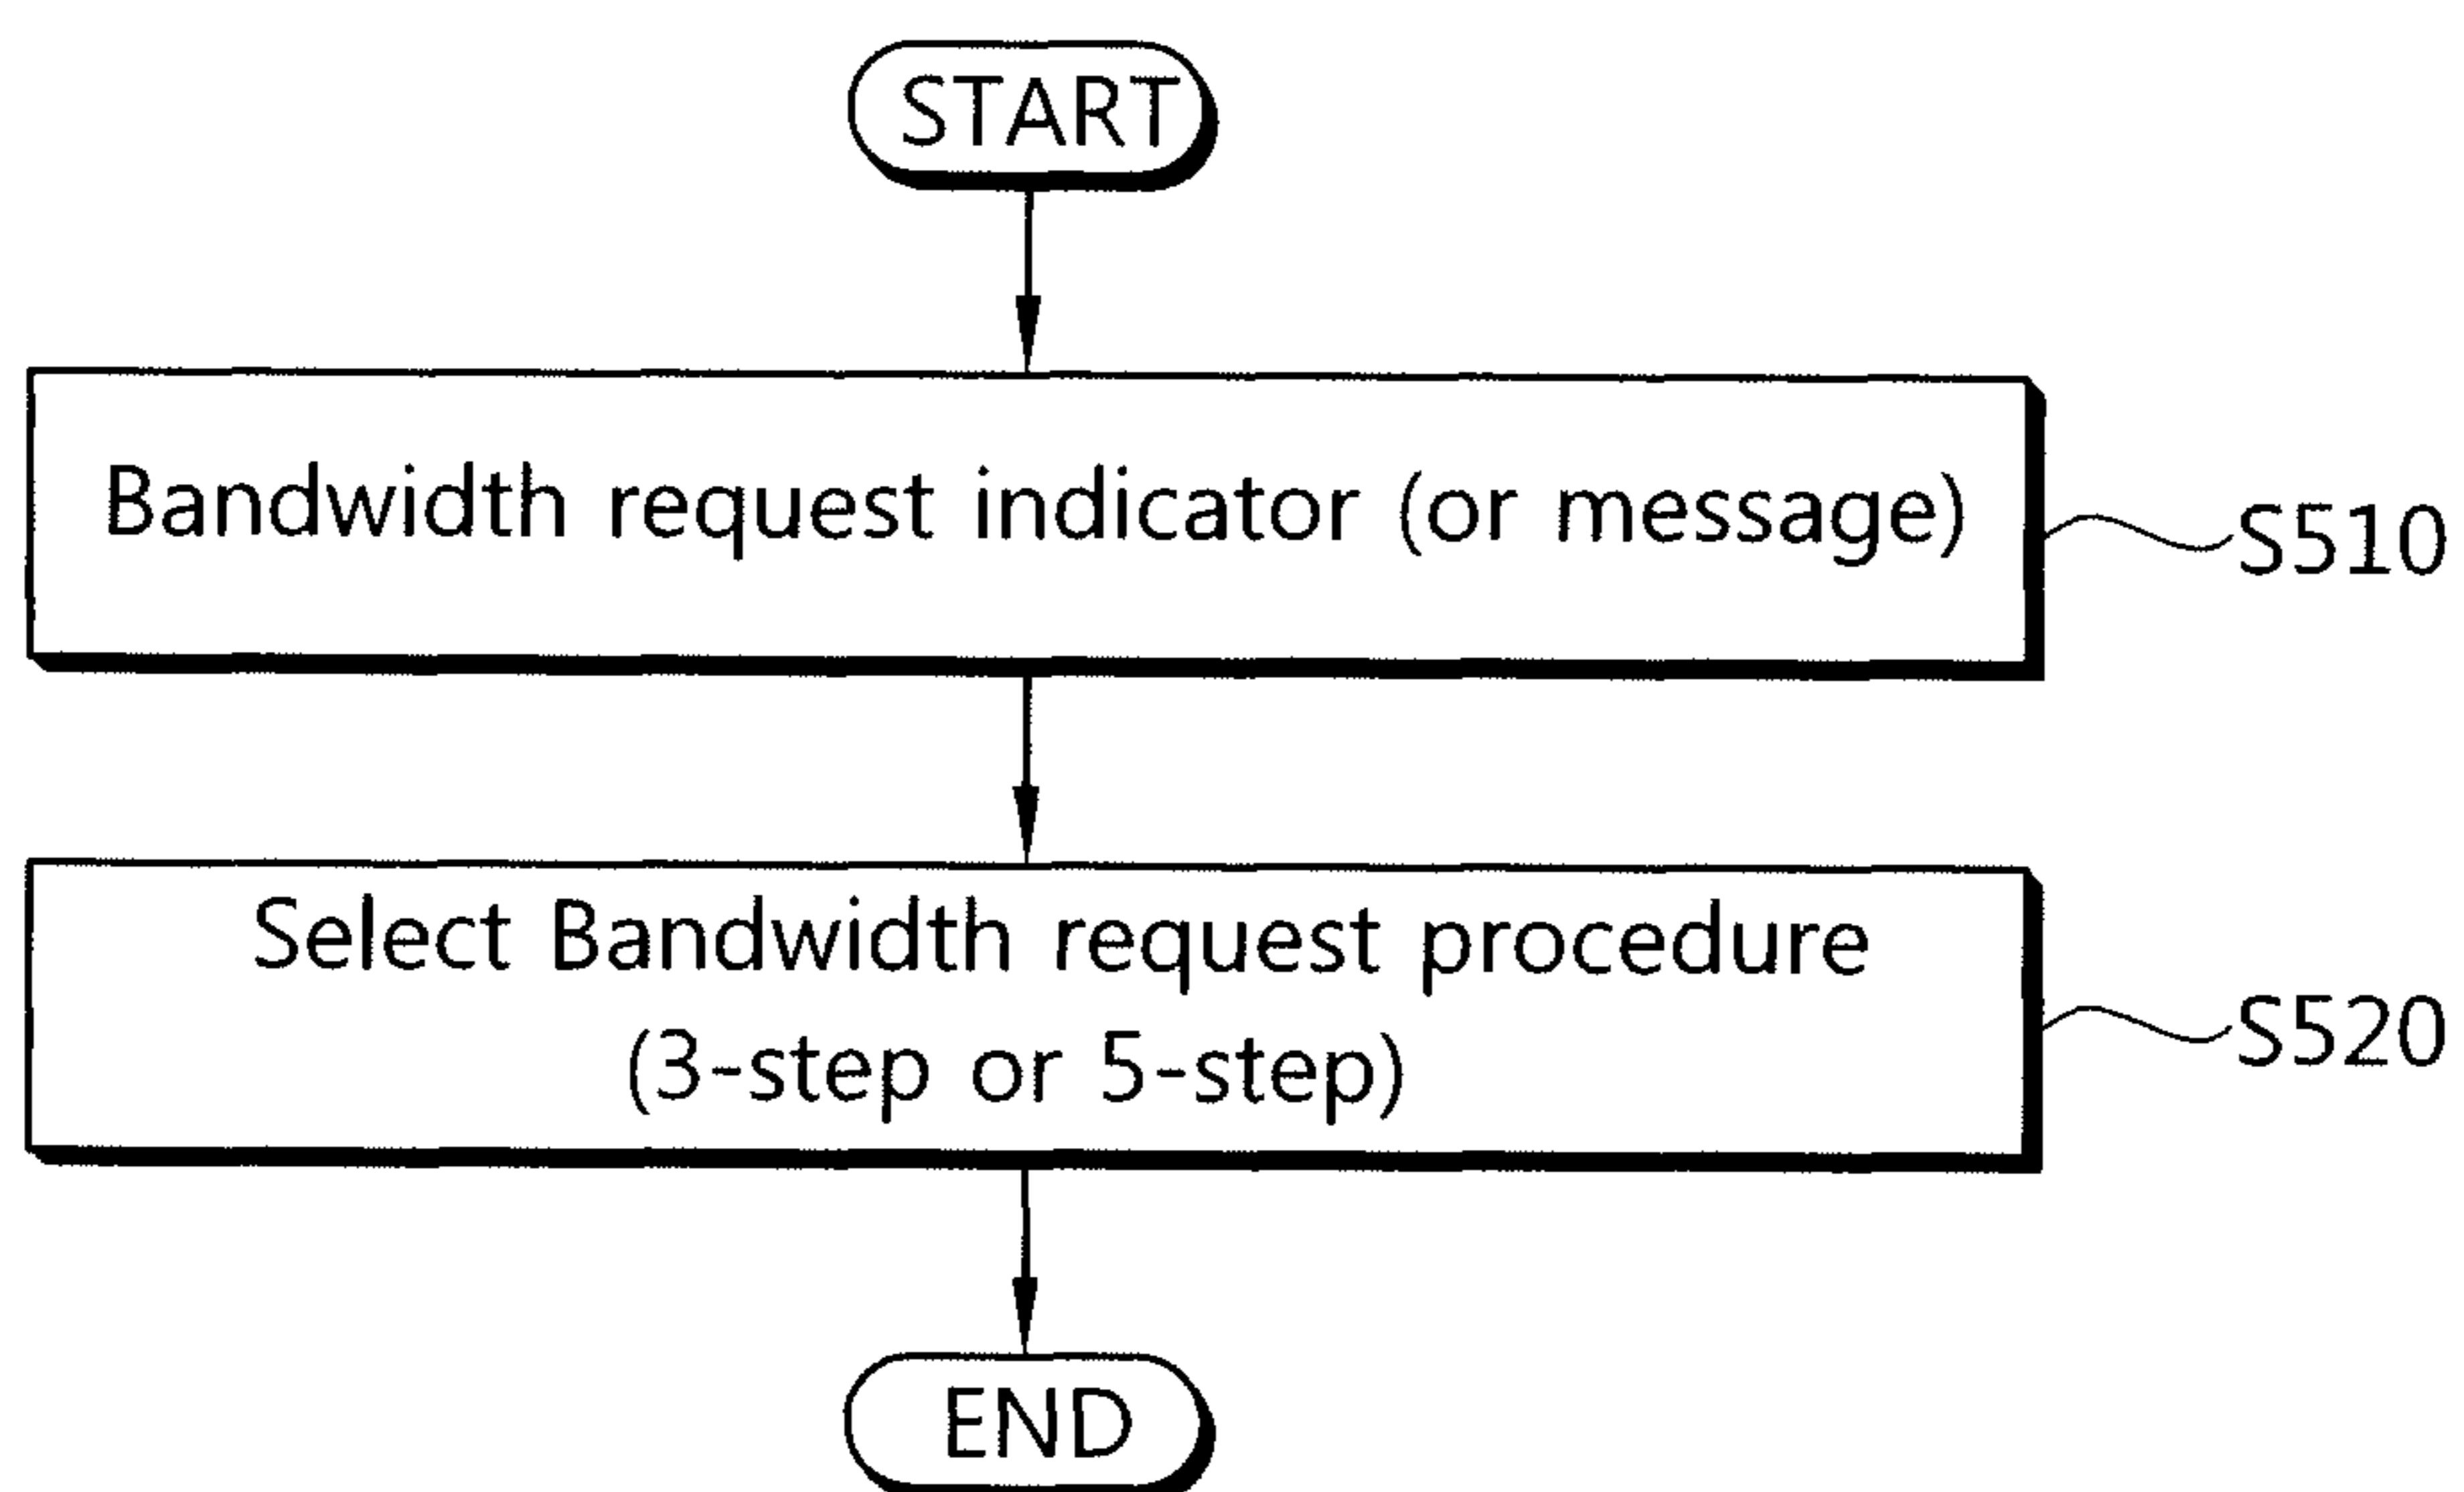 START
Bandwidth request indicator (or message)
S510
Select Bandwidth request procedure
(3-step or 5-step)
S520
END